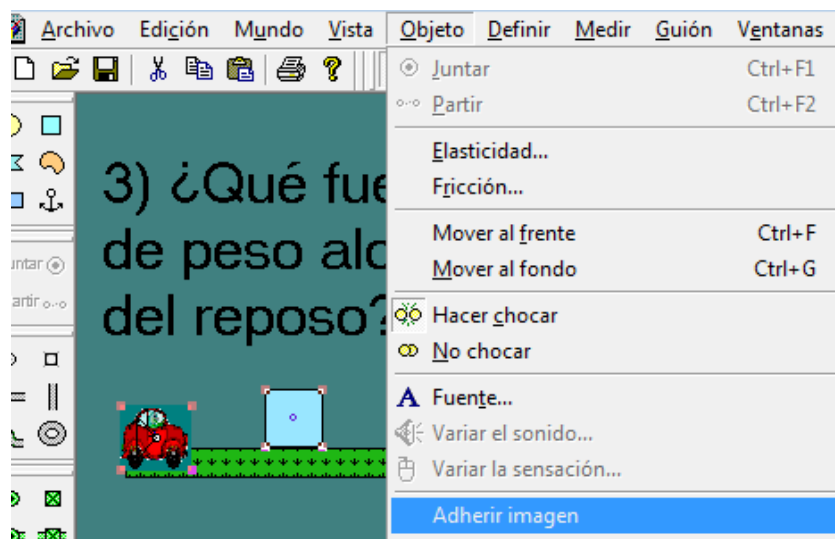 Archivo Edición Mundo Vista Objeto Definir Medir Guión Ventanas
Juntar Ctrl+F1
Partir Ctrl+F2
Elasticidad...
Fricción...
Mover al frente Ctrl+F
Mover al fondo Ctrl+G
Hacer chocar
No chocar
A Fuente...
Variar el sonido...
Variar la sensación...
Adherir imagen
untar
artir
3) ¿Qué fue
de peso alc
del reposo?